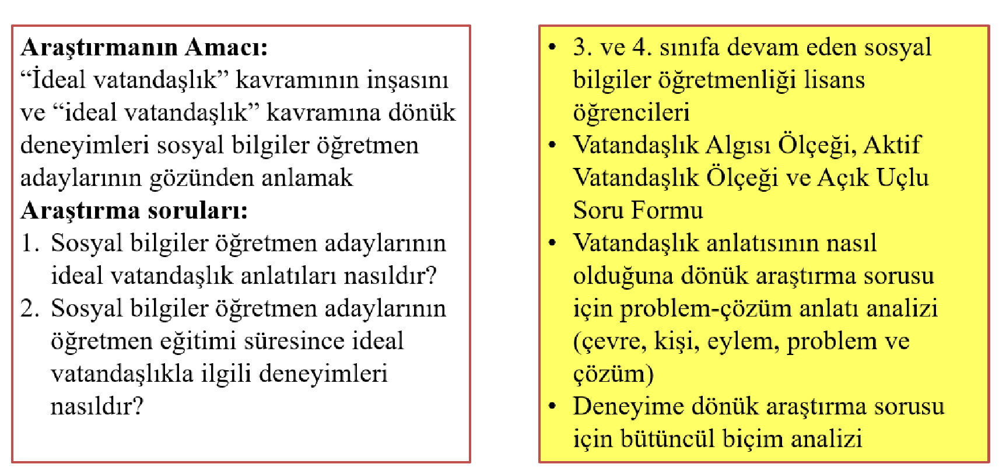 Araştırmanın Amacı:
“İdeal vatandaşlık” kavramının inşasını
ve “ideal vatandaşlık” kavramına dönük
deneyimleri sosyal bilgiler öğretmen
adaylarının gözünden anlamak
Araştırma soruları:
1. Sosyal bilgiler öğretmen adaylarının
ideal vatandaşlık anlatıları nasıldır?
2. Sosyal bilgiler öğretmen adaylarının
öğretmen eğitimi süresince ideal
vatandaşlıkla ilgili deneyimleri
nasıldır?
• 3. ve 4. sınıfa devam eden sosyal
bilgiler öğretmenliği lisans
öğrencileri
• Vatandaşlık Algısı Ölçeği, Aktif
Vatandaşlık Ölçeği ve Açık Uçlu
Soru Formu
• Vatandaşlık anlatısının nasıl
olduğuna dönük araştırma sorusu
için problem-çözüm anlatı analizi
(çevre, kişi, eylem, problem ve
çözüm)
• Deneyime dönük araştırma sorusu
için bütüncül biçim analizi